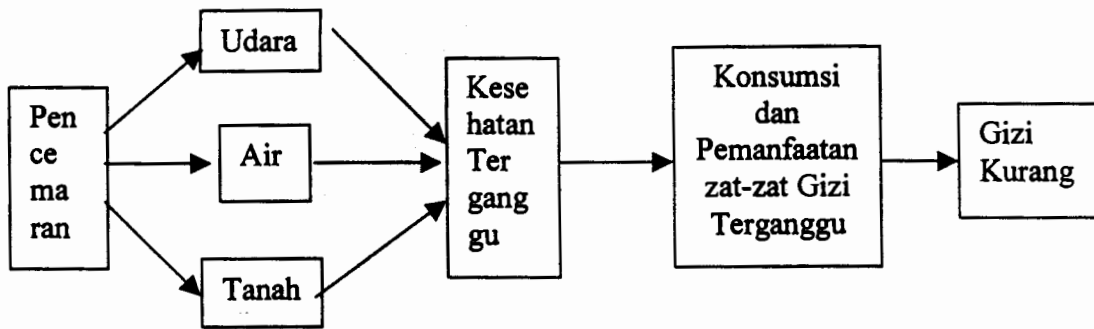 Pen
ce
ma
ran
Udara
Air
Tanah
Kese
hatan
Ter
gang
gu
Konsumsi
dan
Pemanfaatan
zat-zat Gizi
Terganggu
Gizi
Kurang